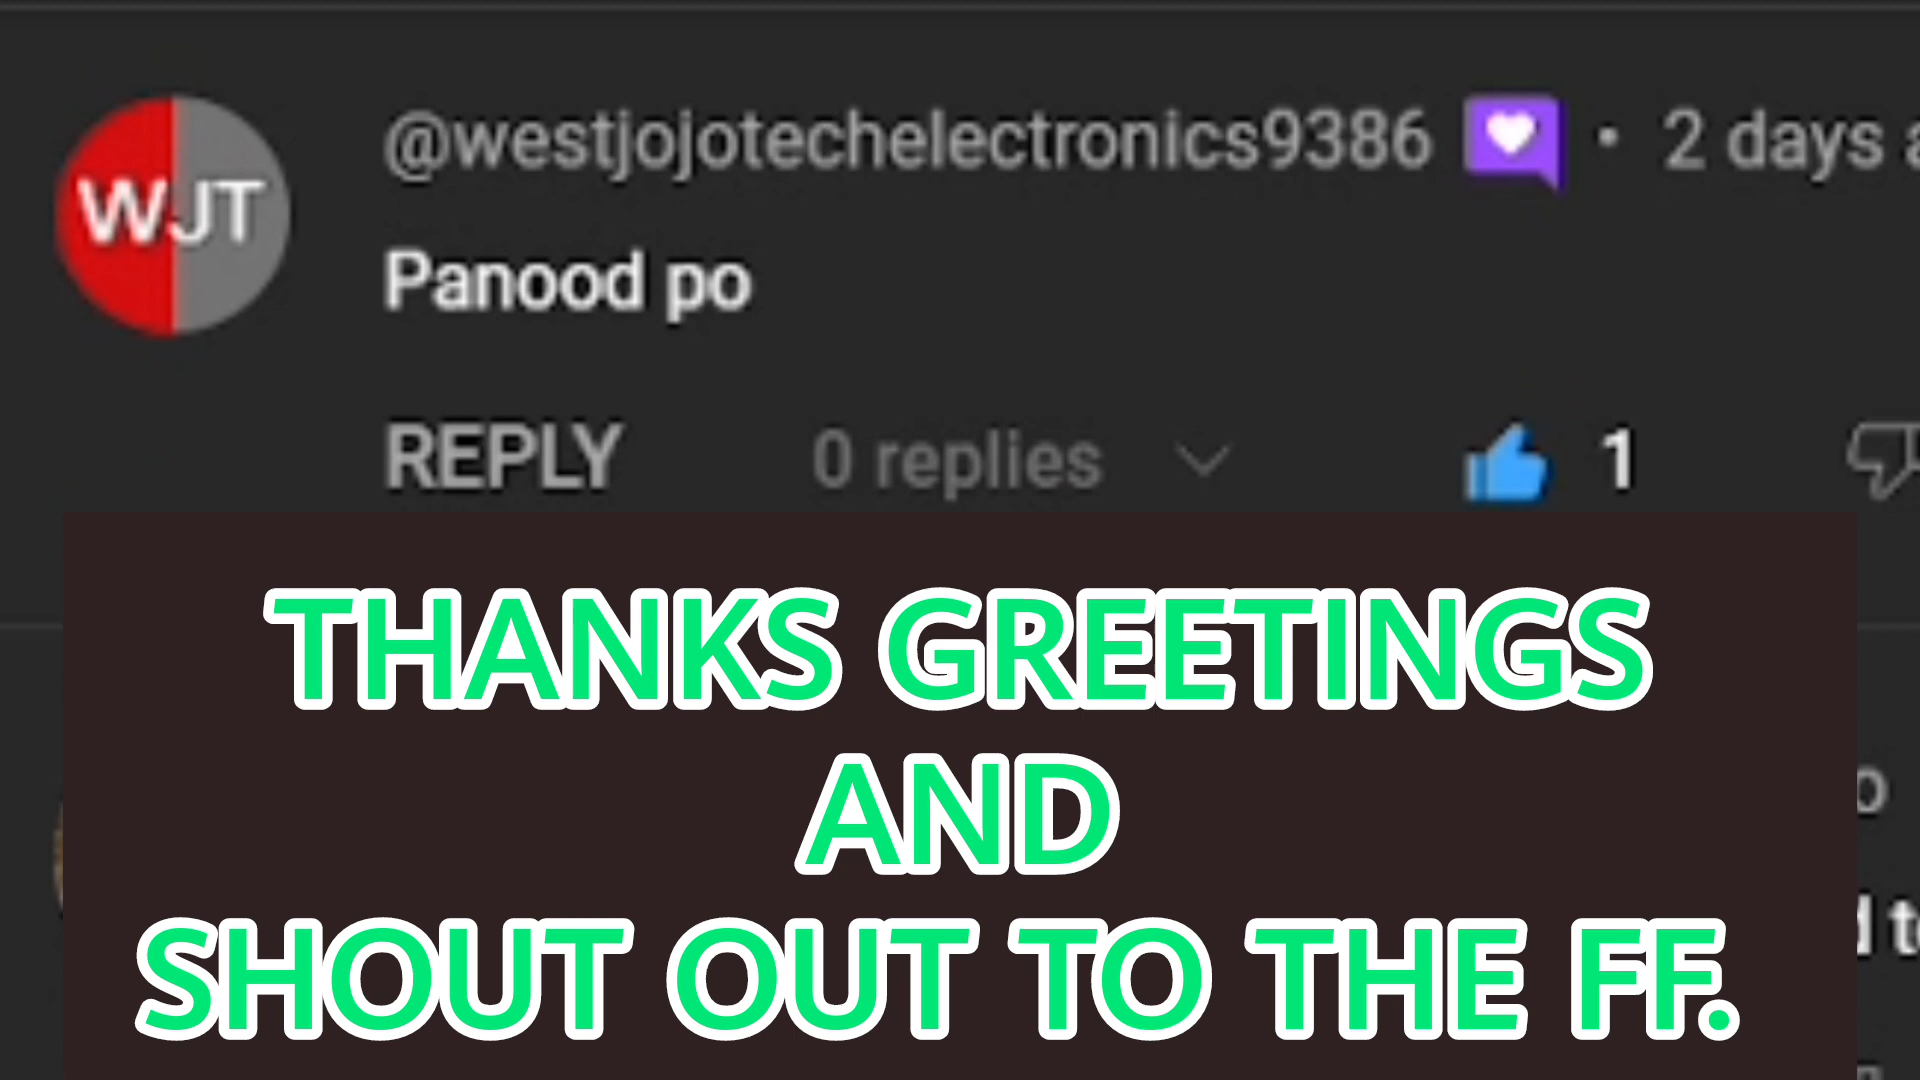 WJT
@westjojotechelectronics9386 • 2 days
Panood po
REPLY 0 replies 1
THANKS GREETINGS
AND
SHOUT OUT TO THE FF.